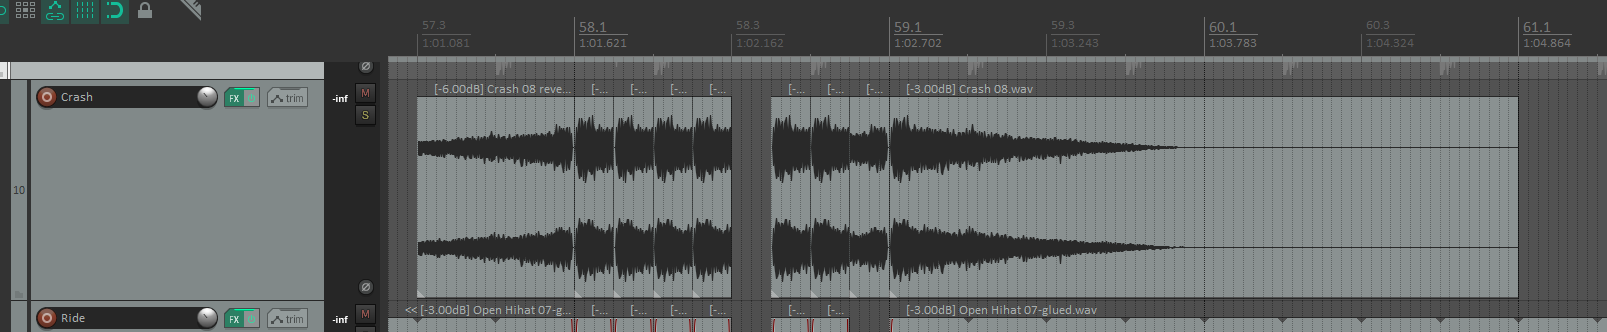 57.3 58.1 58.3 59.1 59.3 60.1 60.3 61.1
1:01.081 1:01.621 1:02.162 1:02.702 1:03.243 1:03.783 1:04.324 1:04.864
Crash FX trim -inf M
S
[-6.00dB] Crash 08 reve... [-... [-... [-... [-... [-... [-... [-3.00dB] Crash 08.wav
10
Ride FX trim -inf M
<< [-3.00dB] Open Hihat 07-g... [-... [-... [-... [-... [-... [-... [-3.00dB] Open Hihat 07-glued.wav